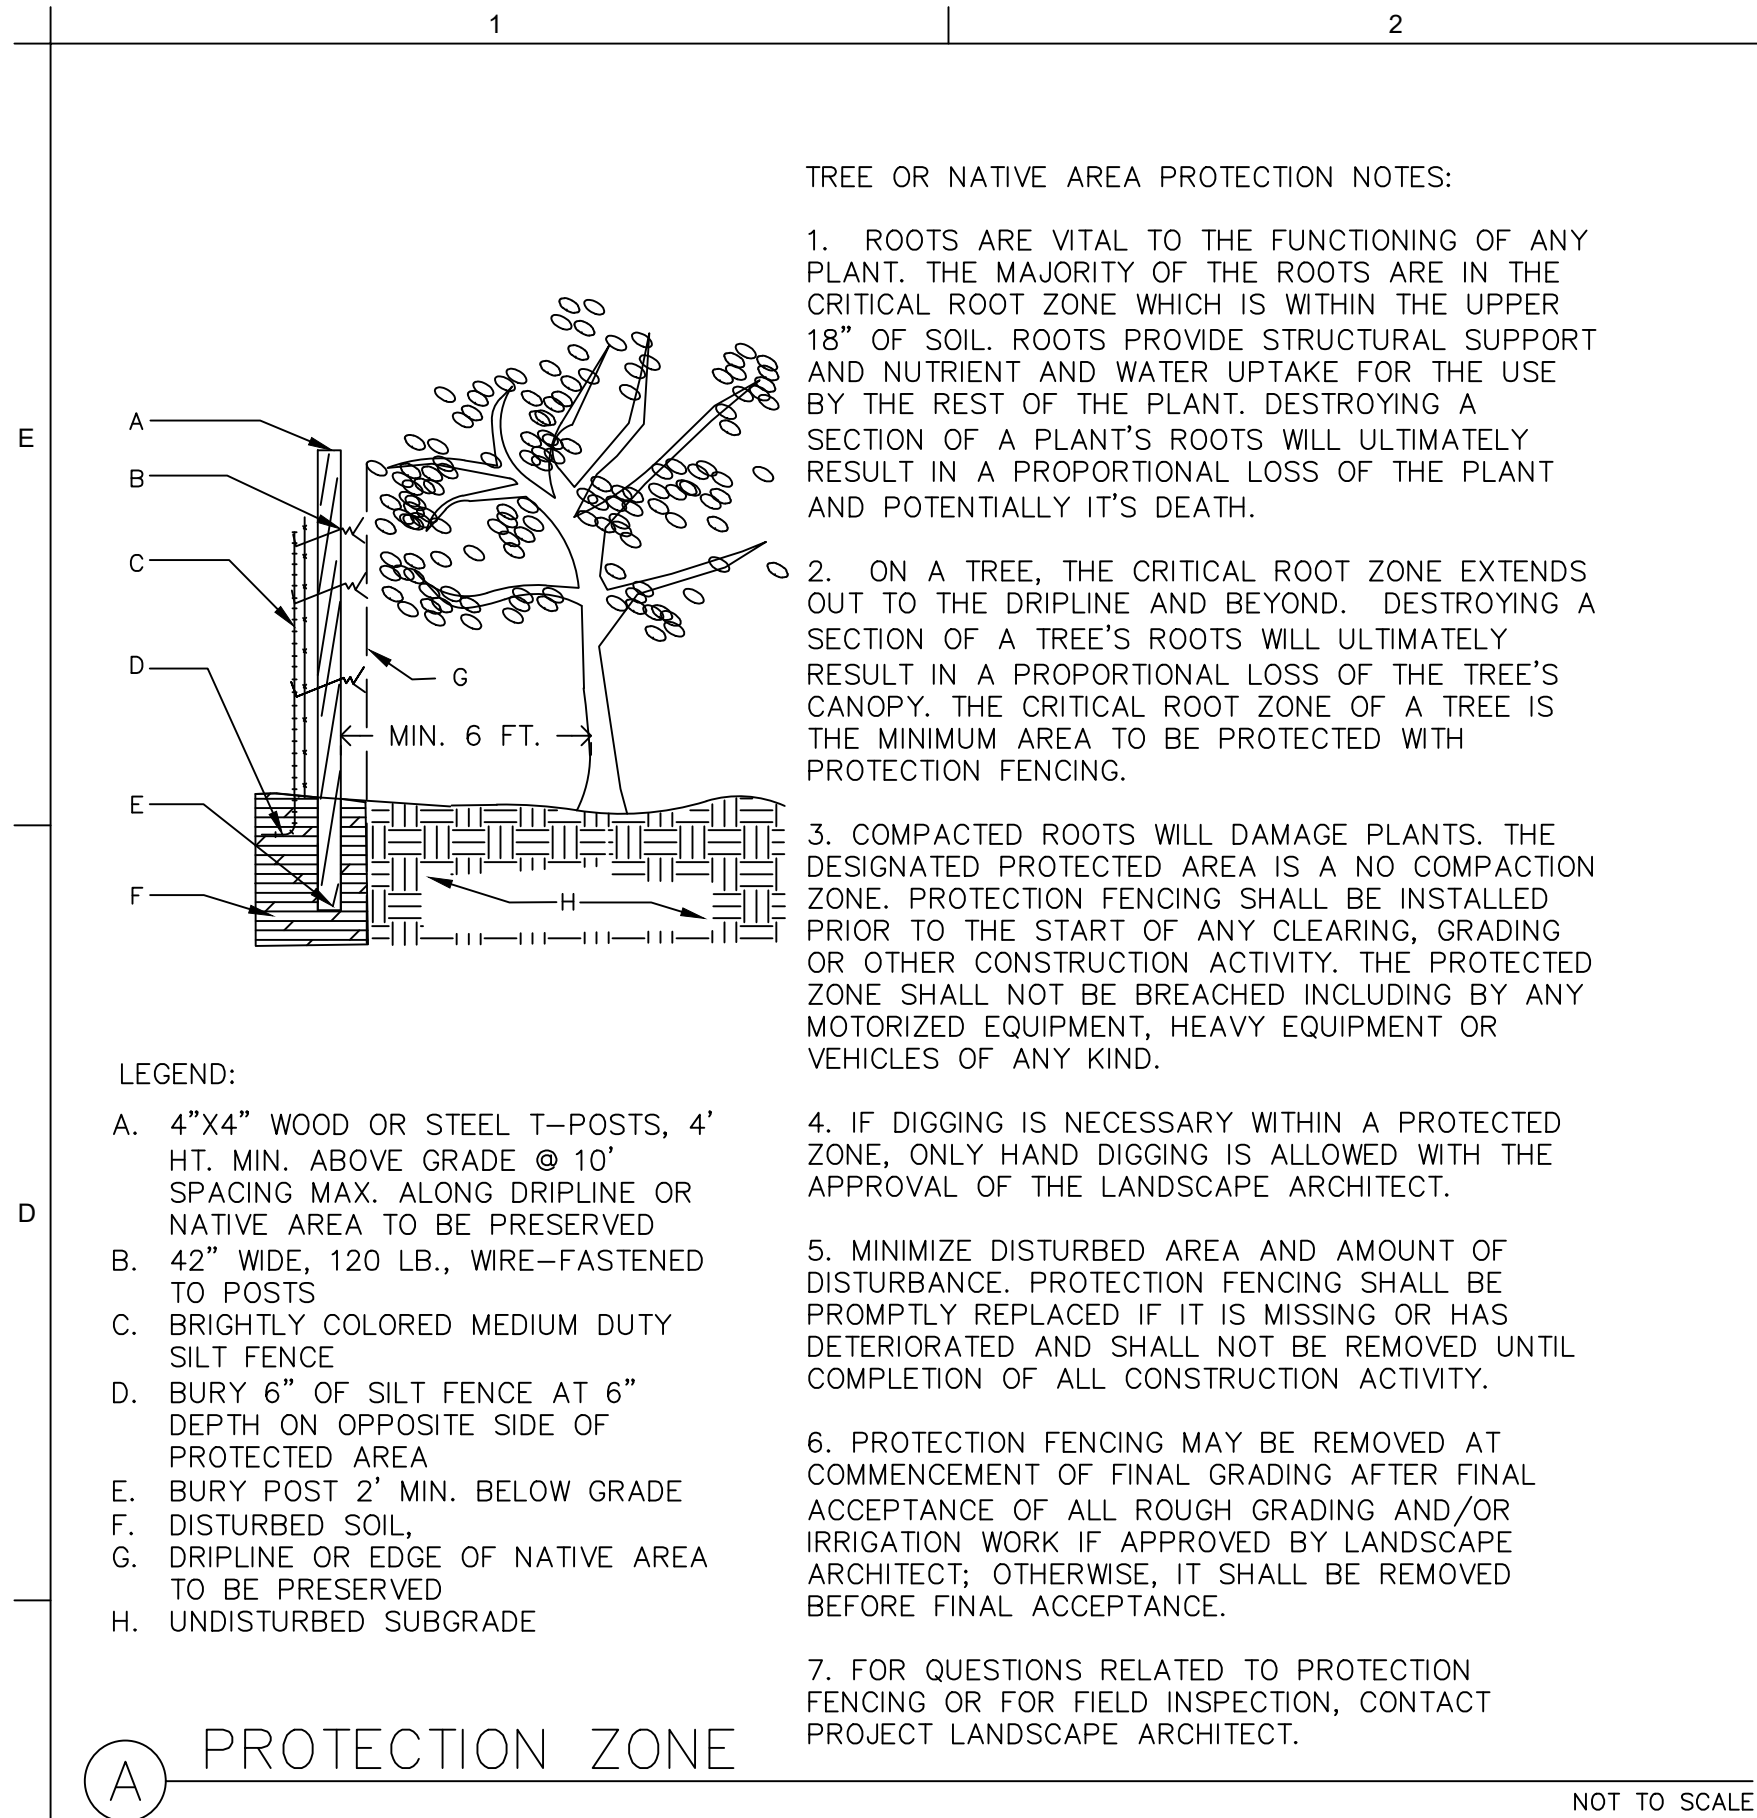 1
2
E
D
A
B
C
D
E
F
G
MIN. 6 FT.
H
LEGEND:
A. 4"X4" WOOD OR STEEL T-POSTS, 4'
HT. MIN. ABOVE GRADE @ 10'
SPACING MAX. ALONG DRIPLINE OR
NATIVE AREA TO BE PRESERVED
B. 42" WIDE, 120 LB., WIRE-FASTENED
TO POSTS
C. BRIGHTLY COLORED MEDIUM DUTY
SILT FENCE
D. BURY 6" OF SILT FENCE AT 6"
DEPTH ON OPPOSITE SIDE OF
PROTECTED AREA
E. BURY POST 2' MIN. BELOW GRADE
F. DISTURBED SOIL,
G. DRIPLINE OR EDGE OF NATIVE AREA
TO BE PRESERVED
H. UNDISTURBED SUBGRADE
TREE OR NATIVE AREA PROTECTION NOTES:
1. ROOTS ARE VITAL TO THE FUNCTIONING OF ANY
PLANT. THE MAJORITY OF THE ROOTS ARE IN THE
CRITICAL ROOT ZONE WHICH IS WITHIN THE UPPER
18" OF SOIL. ROOTS PROVIDE STRUCTURAL SUPPORT
AND NUTRIENT AND WATER UPTAKE FOR THE USE
BY THE REST OF THE PLANT. DESTROYING A
SECTION OF A PLANT'S ROOTS WILL ULTIMATELY
RESULT IN A PROPORTIONAL LOSS OF THE PLANT
AND POTENTIALLY IT'S DEATH.
2. ON A TREE, THE CRITICAL ROOT ZONE EXTENDS
OUT TO THE DRIPLINE AND BEYOND. DESTROYING A
SECTION OF A TREE'S ROOTS WILL ULTIMATELY
RESULT IN A PROPORTIONAL LOSS OF THE TREE'S
CANOPY. THE CRITICAL ROOT ZONE OF A TREE IS
THE MINIMUM AREA TO BE PROTECTED WITH
PROTECTION FENCING.
3. COMPACTED ROOTS WILL DAMAGE PLANTS. THE
DESIGNATED PROTECTED AREA IS A NO COMPACTION
ZONE. PROTECTION FENCING SHALL BE INSTALLED
PRIOR TO THE START OF ANY CLEARING, GRADING
OR OTHER CONSTRUCTION ACTIVITY. THE PROTECTED
ZONE SHALL NOT BE BREACHED INCLUDING BY ANY
MOTORIZED EQUIPMENT, HEAVY EQUIPMENT OR
VEHICLES OF ANY KIND.
4. IF DIGGING IS NECESSARY WITHIN A PROTECTED
ZONE, ONLY HAND DIGGING IS ALLOWED WITH THE
APPROVAL OF THE LANDSCAPE ARCHITECT.
5. MINIMIZE DISTURBED AREA AND AMOUNT OF
DISTURBANCE. PROTECTION FENCING SHALL BE
PROMPTLY REPLACED IF IT IS MISSING OR HAS
DETERIORATED AND SHALL NOT BE REMOVED UNTIL
COMPLETION OF ALL CONSTRUCTION ACTIVITY.
6. PROTECTION FENCING MAY BE REMOVED AT
COMMENCEMENT OF FINAL GRADING AFTER FINAL
ACCEPTANCE OF ALL ROUGH GRADING AND/OR
IRRIGATION WORK IF APPROVED BY LANDSCAPE
ARCHITECT; OTHERWISE, IT SHALL BE REMOVED
BEFORE FINAL ACCEPTANCE.
7. FOR QUESTIONS RELATED TO PROTECTION
FENCING OR FOR FIELD INSPECTION, CONTACT
PROJECT LANDSCAPE ARCHITECT.
A PROTECTION ZONE
NOT TO SCALE